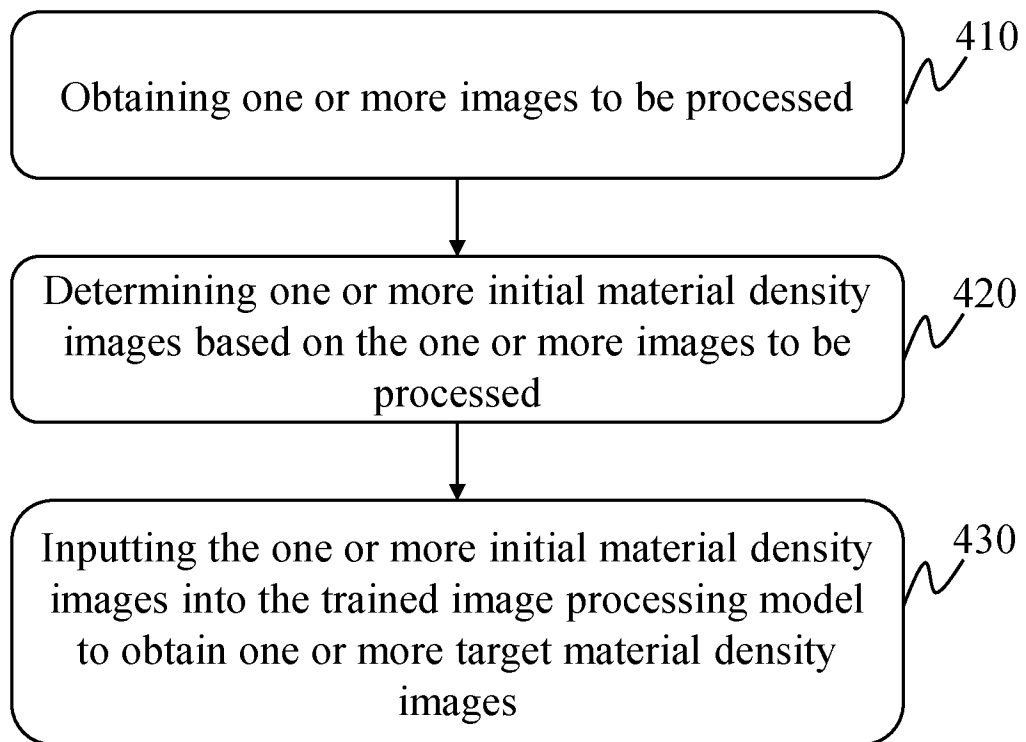 410
Obtaining one or more images to be processed
420
Determining one or more initial material density
images based on the one or more images to be
processed
430
Inputting the one or more initial material density
images into the trained image processing model
to obtain one or more target material density
images